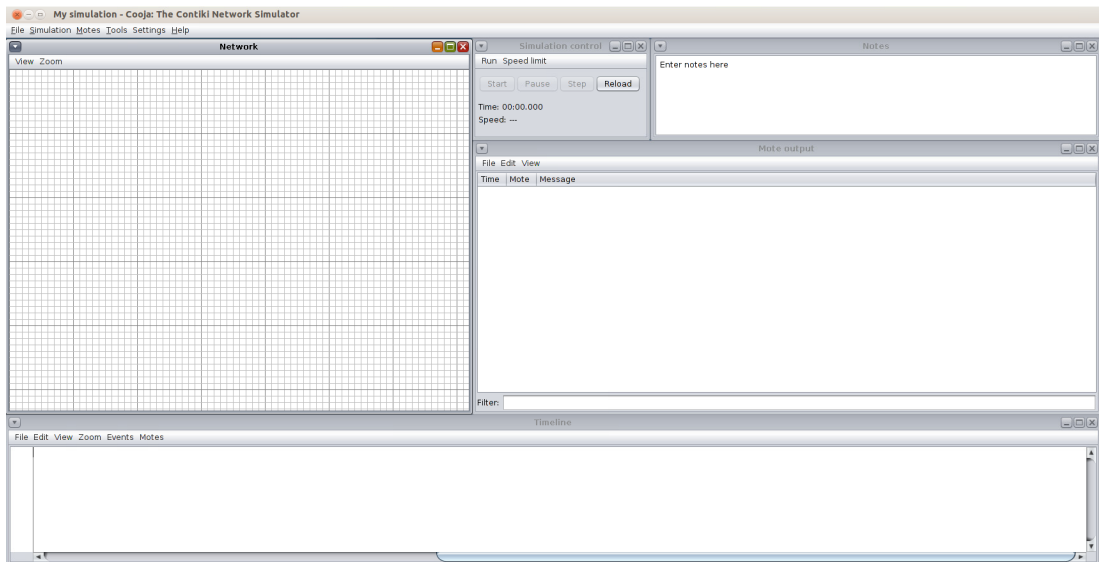 My simulation - Cooja: The Contiki Network Simulator
File Simulation Motes Tools Settings Help
Network
View Zoom
Simulation control
Run Speed limit
Start Pause Step Reload
Time: 00:00.000
Speed: ---
Notes
Enter notes here
Mote output
File Edit View
Time Mote Message
Filter:
Timeline
File Edit View Zoom Events Motes